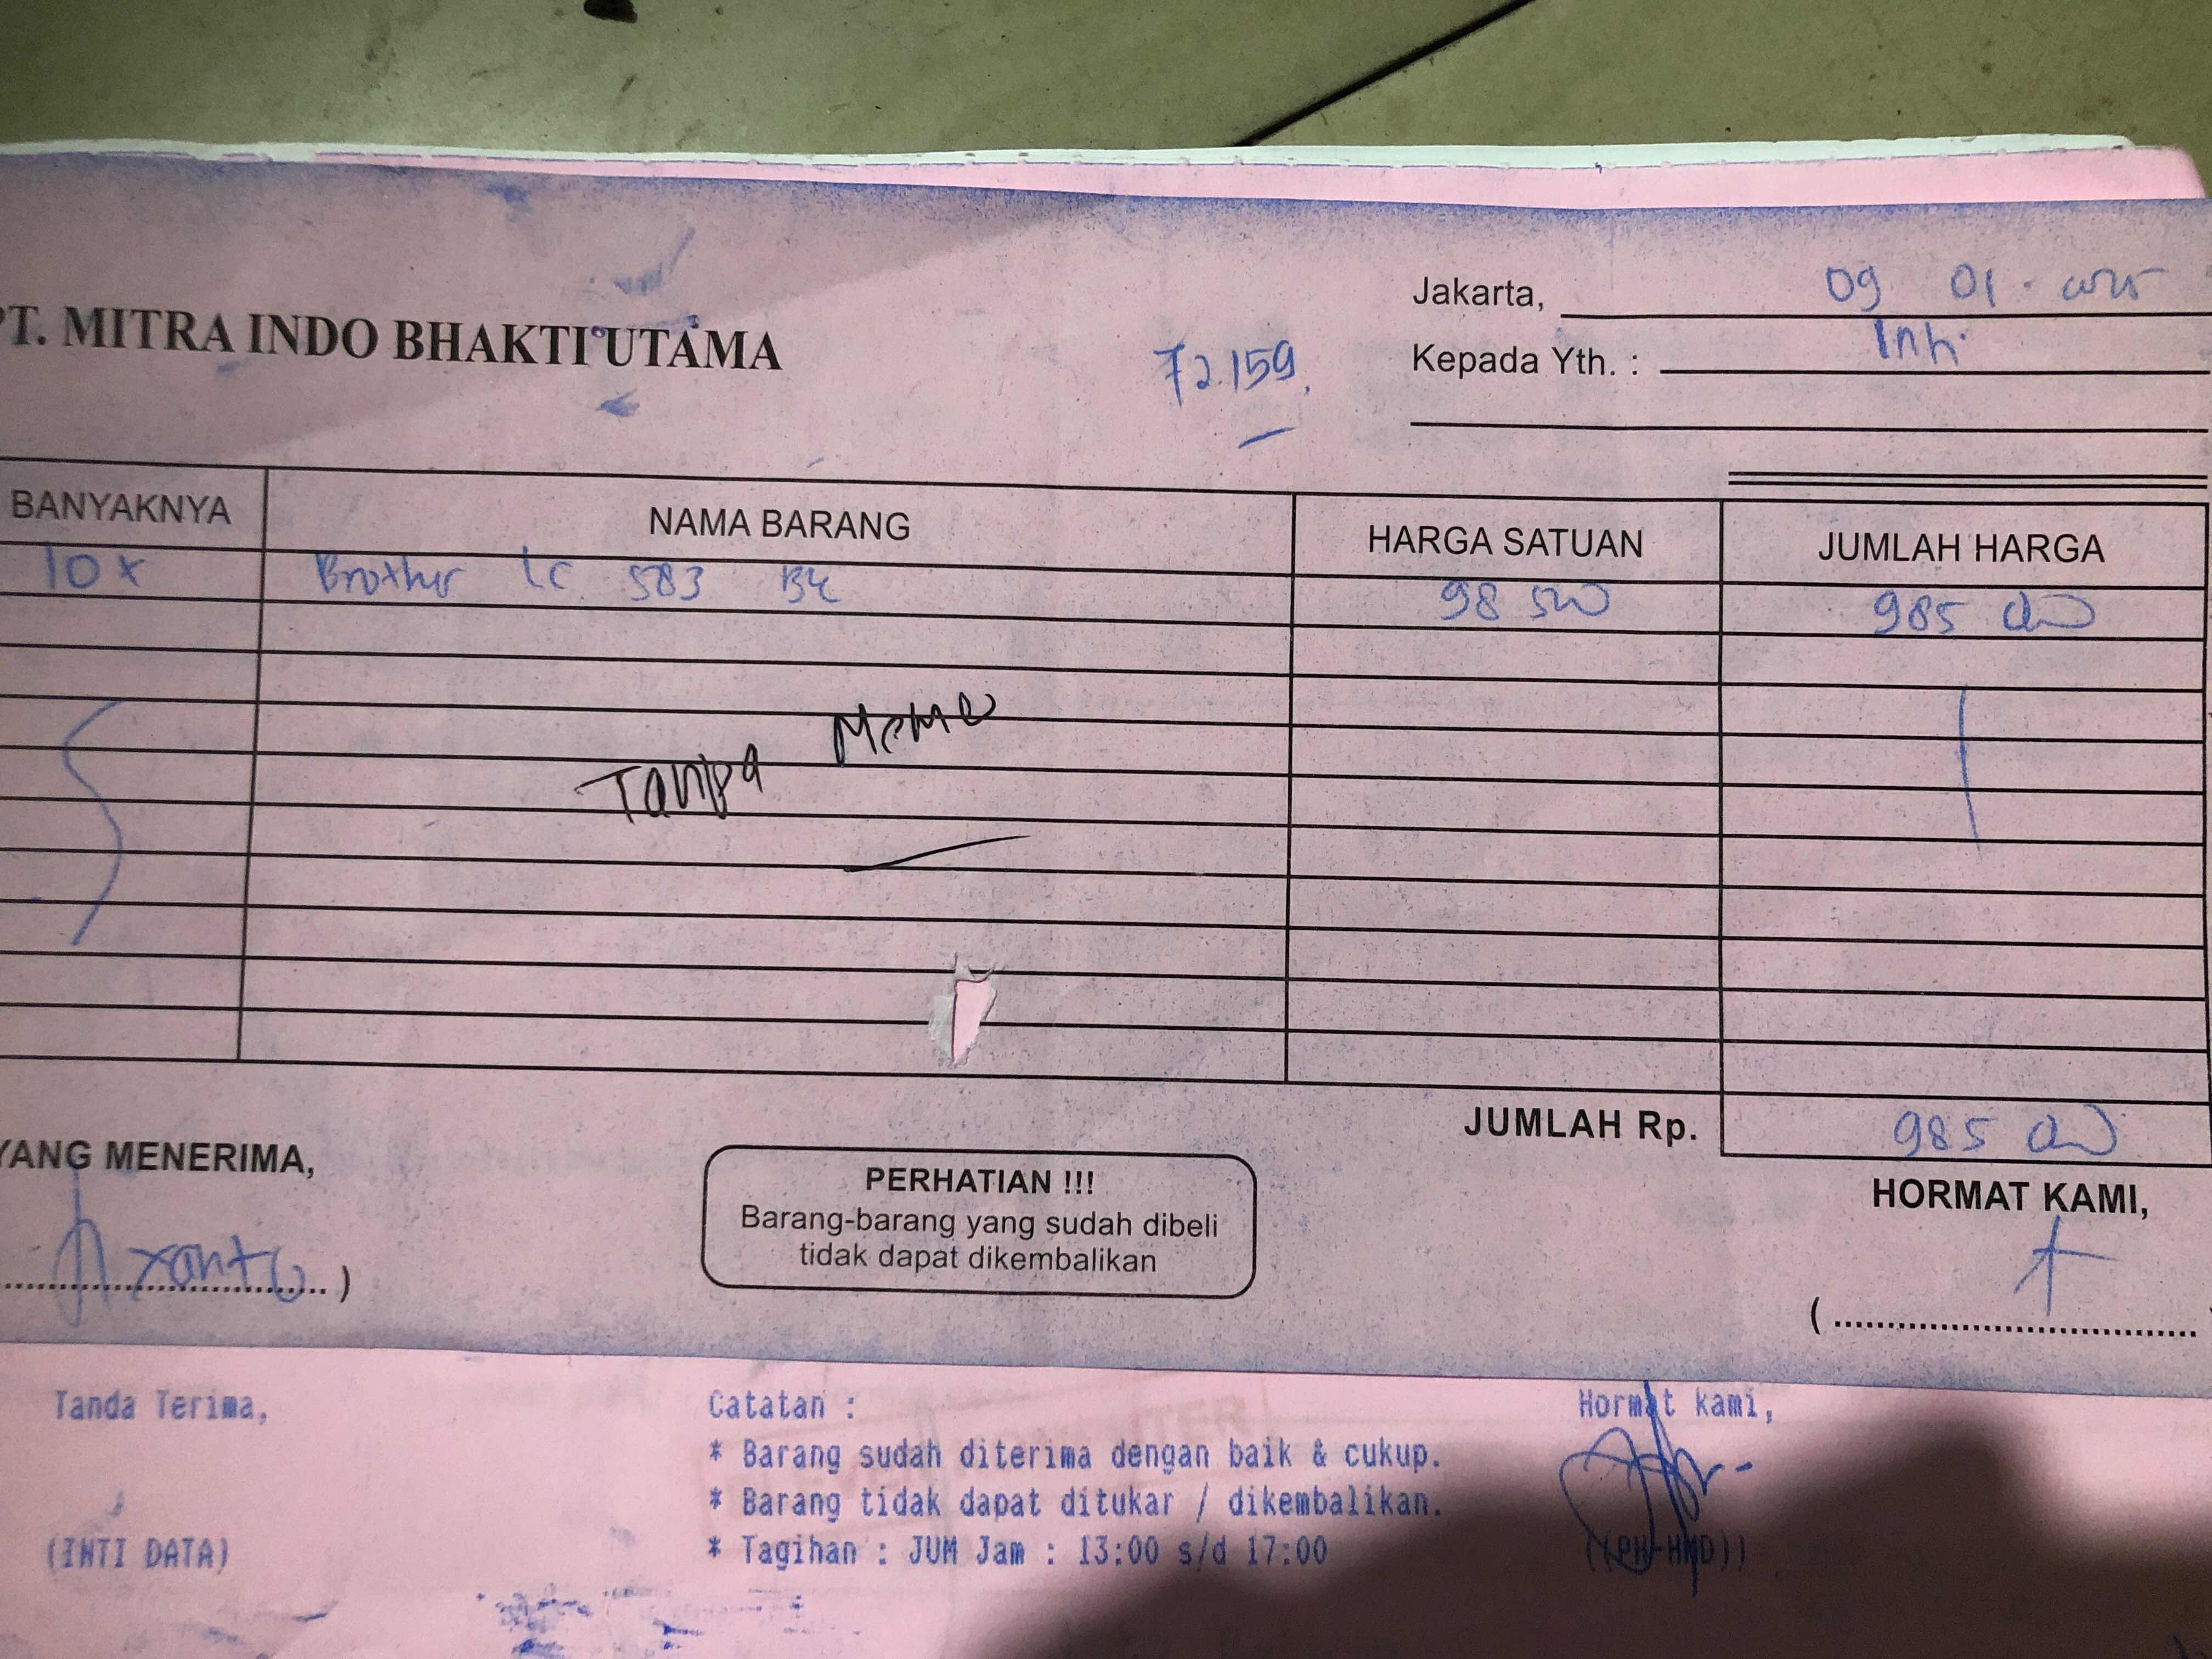 PT. MITRA INDO BHAKTI UTAMA
72.159
Jakarta, 09 01 - 2025
Kepada Yth. : Inti
BANYAKNYA NAMA BARANG HARGA SATUAN JUMLAH HARGA
10 x Brother LC 583 BK 98 500 985 000
Tanpa Memo
JUMLAH Rp. 985 000
YANG MENERIMA,
PERHATIAN !!!
Barang-barang yang sudah dibeli
tidak dapat dikembalikan
HORMAT KAMI,
Tanda Terima,
(INTI DATA)
Catatan :
* Barang sudah diterima dengan baik & cukup.
* Barang tidak dapat ditukar / dikembalikan.
* Tagihan : JUM Jam : 13:00 s/d 17:00
Hormat kami,